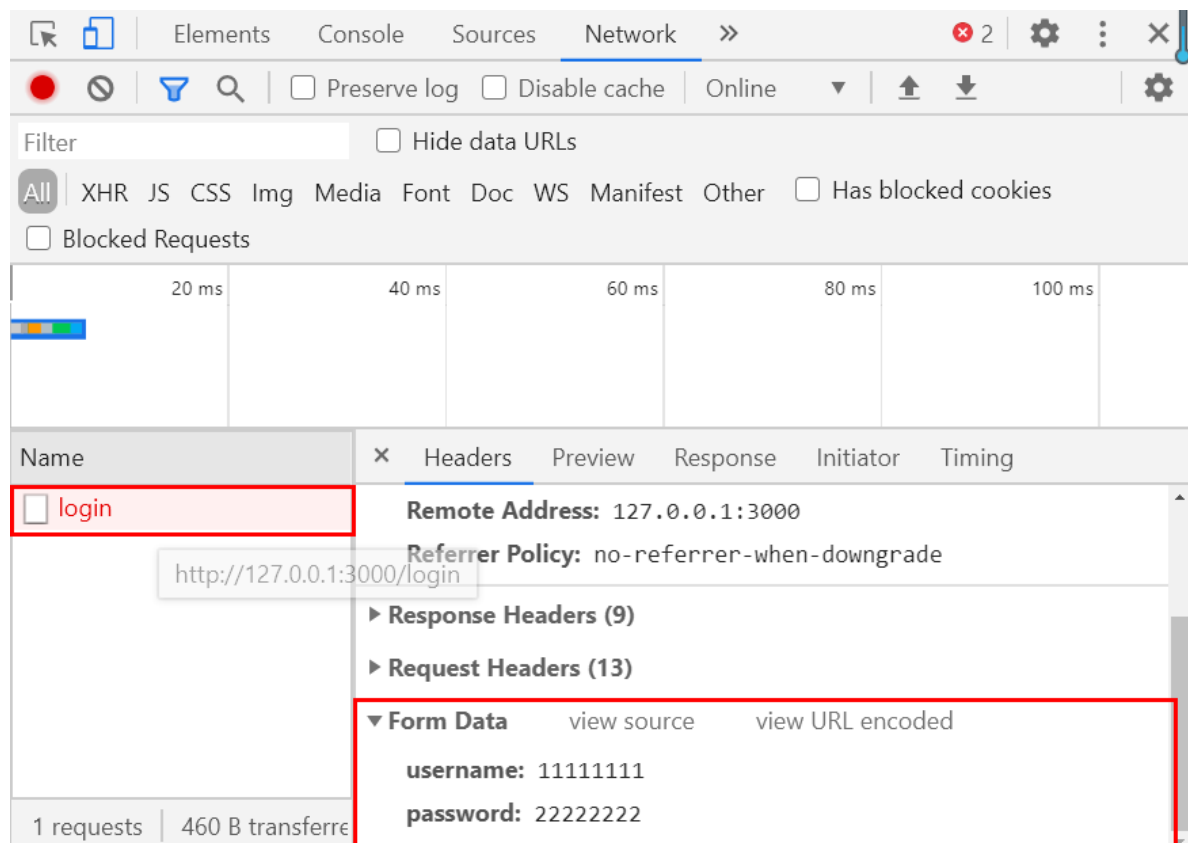 Elements Console Sources Network » 2
Preserve log Disable cache Online
Filter Hide data URLs
All XHR JS CSS Img Media Font Doc WS Manifest Other Has blocked cookies
Blocked Requests
20 ms 40 ms 60 ms 80 ms 100 ms
Name × Headers Preview Response Initiator Timing
login
Remote Address: 127.0.0.1:3000
Referrer Policy: no-referrer-when-downgrade
http://127.0.0.1:3000/login
Response Headers (9)
Request Headers (13)
Form Data view source view URL encoded
username: 11111111
password: 22222222
1 requests 460 B transferre